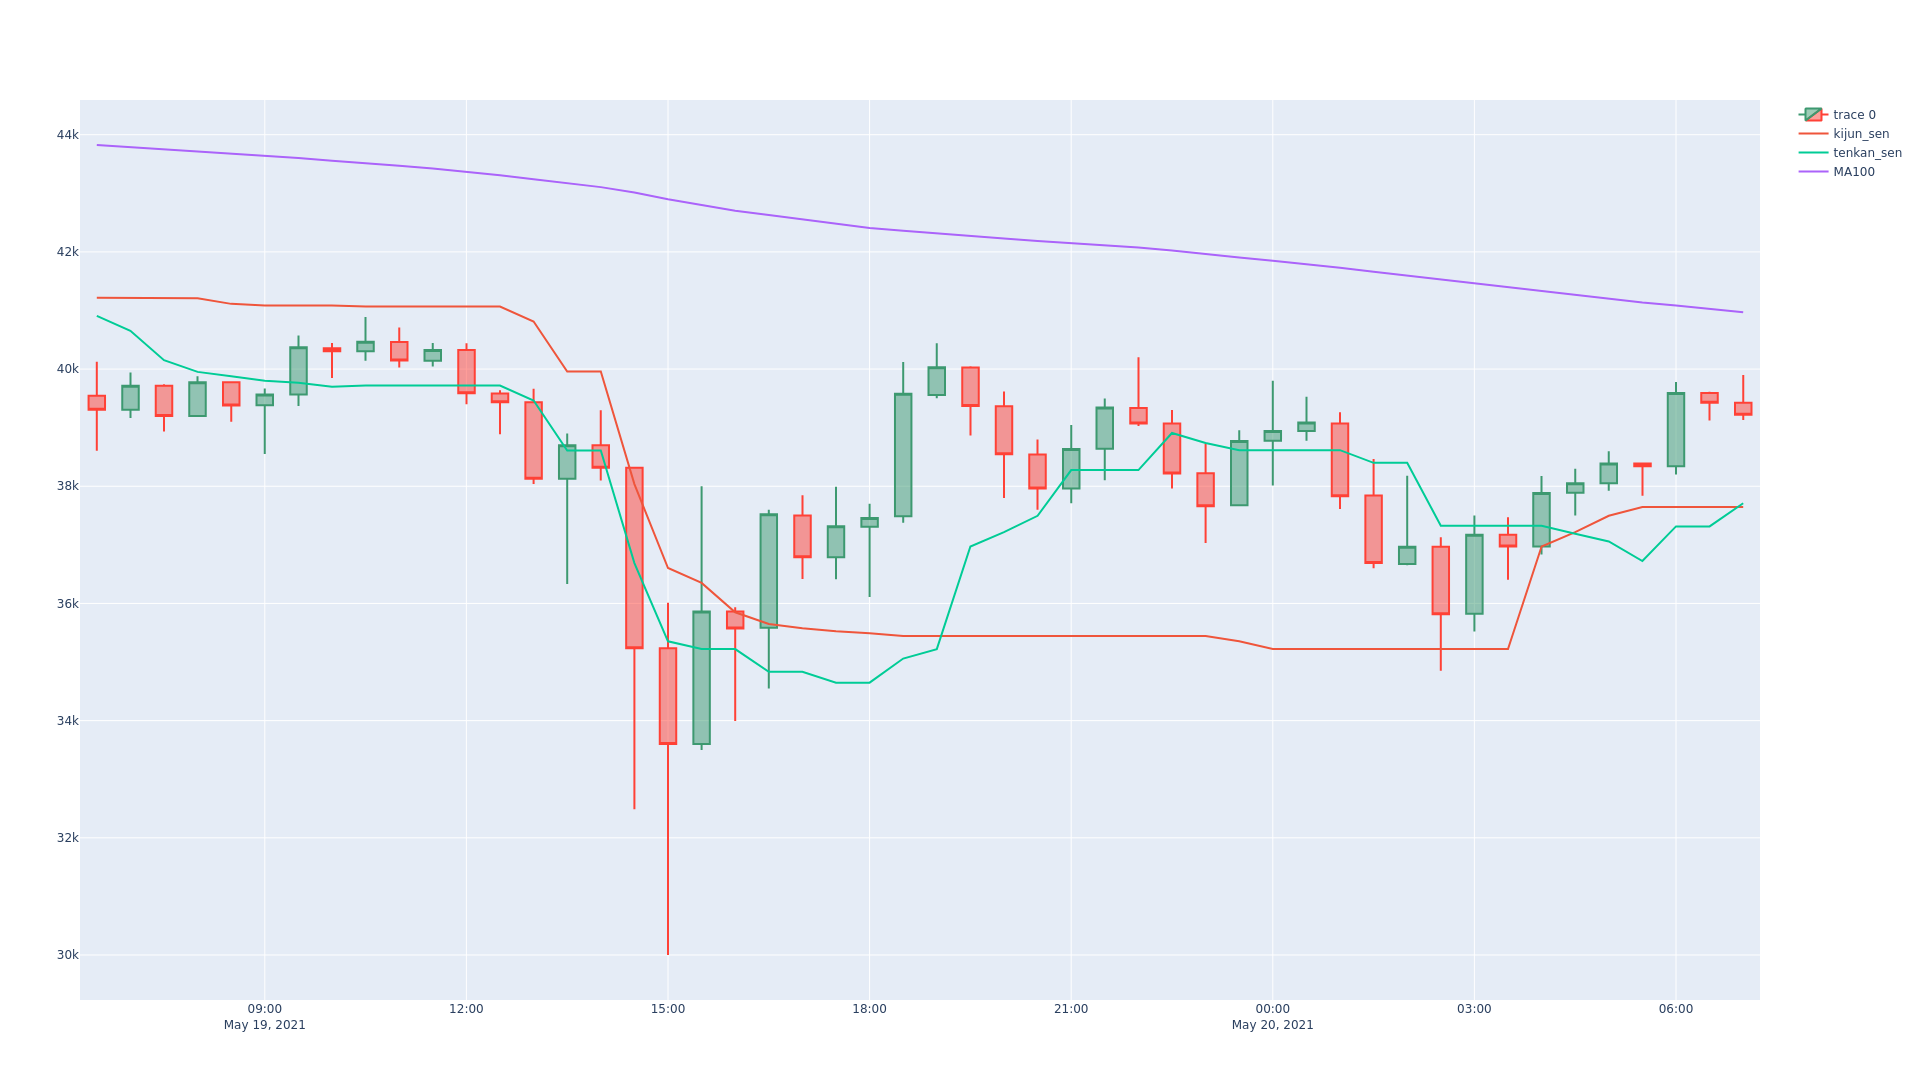 44k
42k
40k
38k
36k
34k
32k
30k
09:00
May 19, 2021
12:00
15:00
18:00
21:00
00:00
May 20, 2021
03:00
06:00
trace 0
kijun_sen
tenkan_sen
MA100